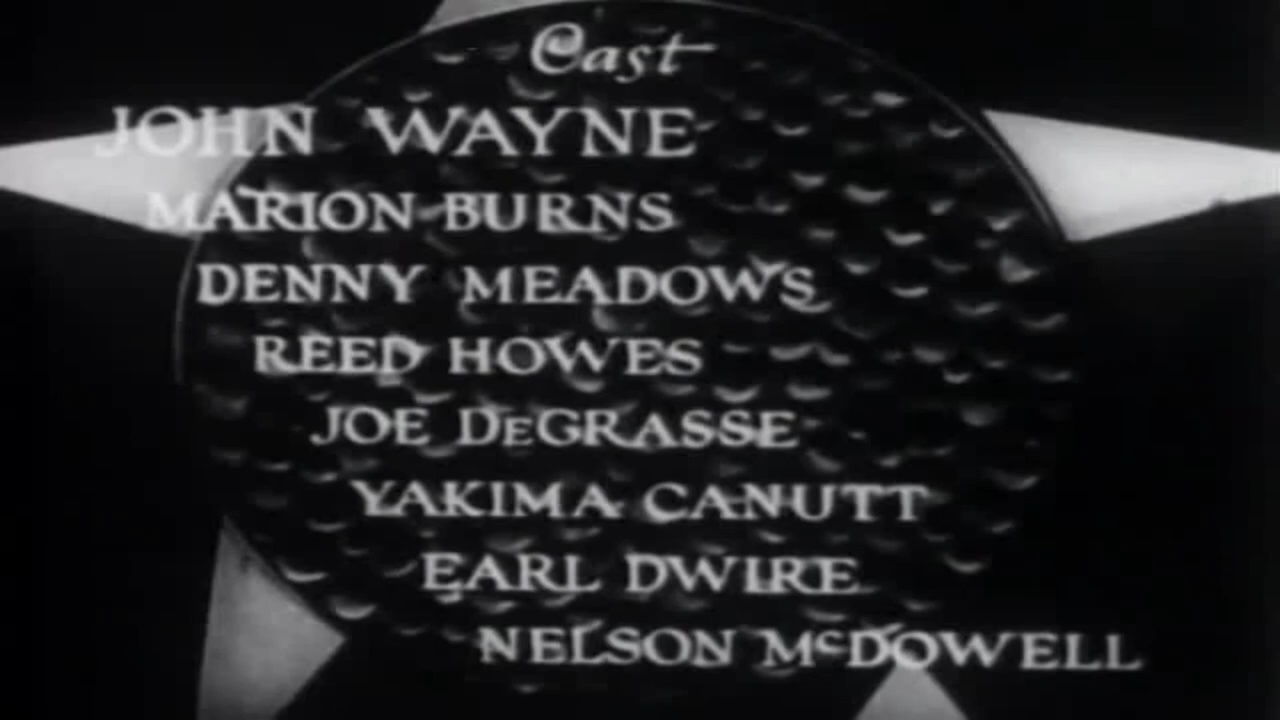 Cast
JOHN WAYNE
MARION BURNS
DENNY MEADOWS
REED HOWES
JOE DEGRASSE
YAKIMA CANUTT
EARL DWIRE
NELSON McDOWELL